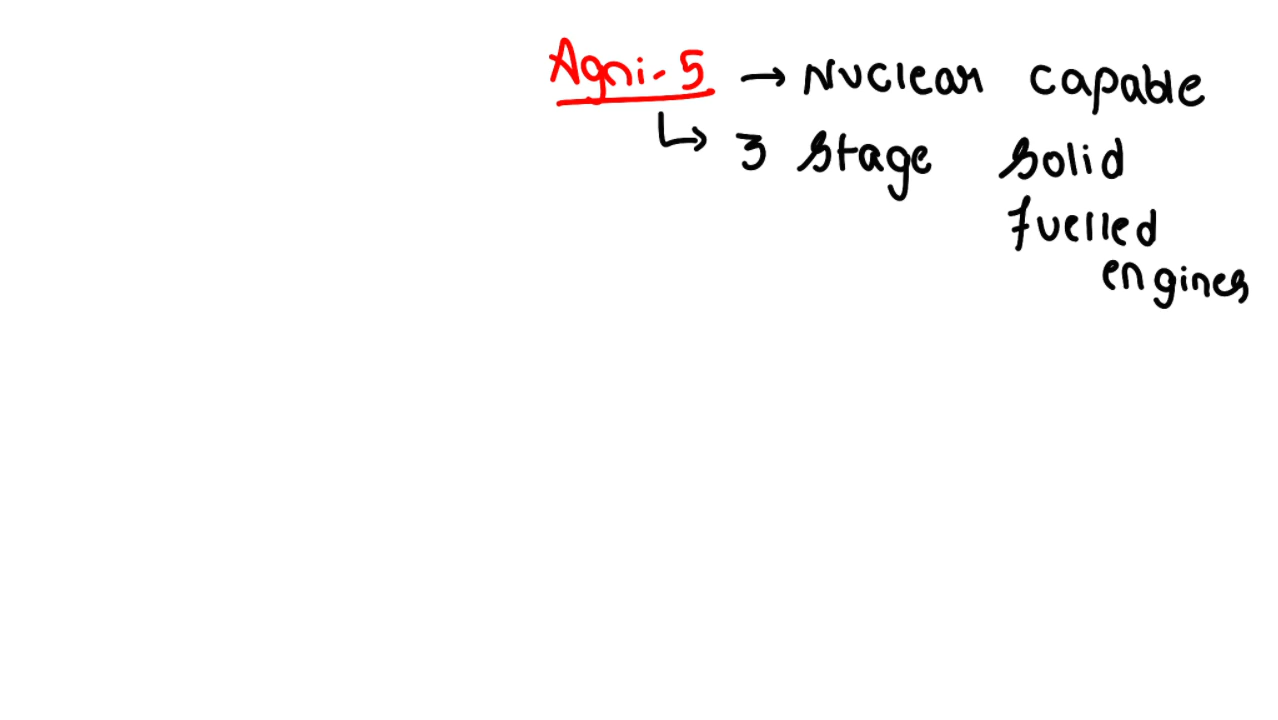 Agni-5 → Nuclear capable
↳ 3 stage solid
fuelled
engines